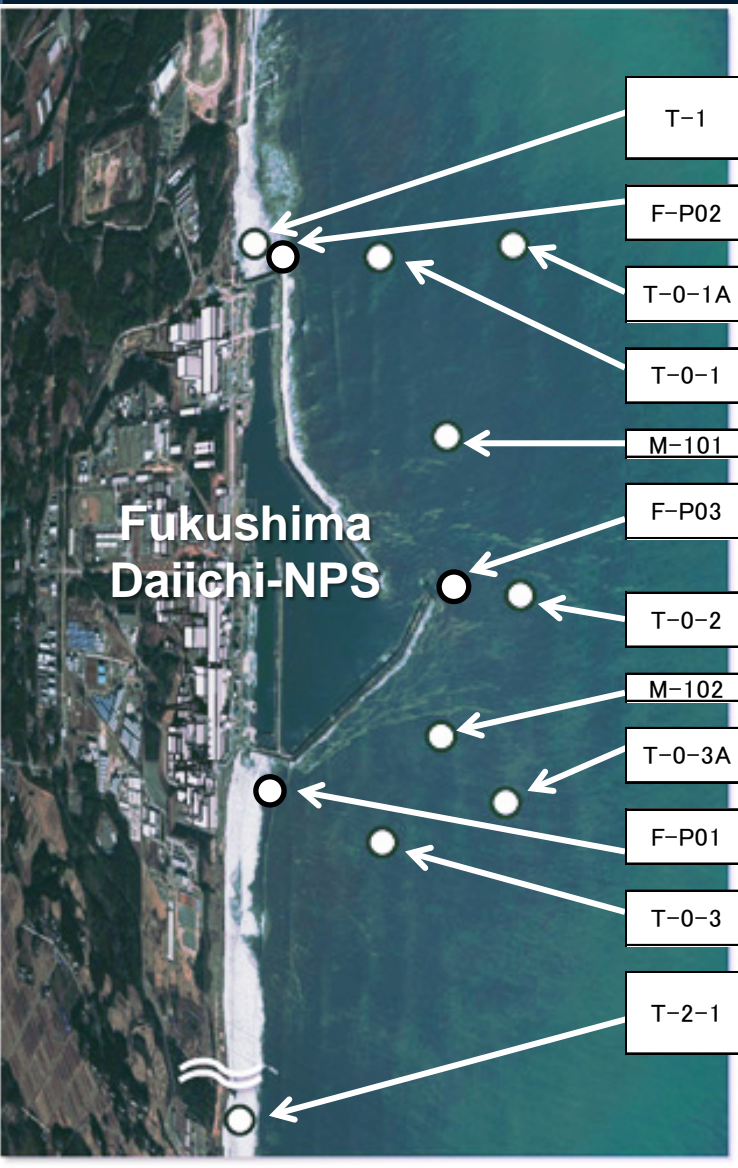 T-1
F-P02
T-0-1A
T-0-1
M-101
F-P03
Fukushima
Daiichi-NPS
T-0-2
M-102
T-0-3A
F-P01
T-0-3
T-2-1